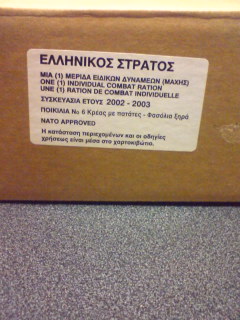 ΕΛΛΗΝΙΚΟΣ ΣΤΡΑΤΟΣ
ΜΙΑ (1) ΜΕΡΙΔΑ ΕΙΔΙΚΩΝ ΔΥΝΑΜΕΩΝ (ΜΑΧΗΣ)
ONE (1) INDIVIDUAL COMBAT RATION
UNE (1) RATION DE COMBAT INDIVIDUELLE
ΣΥΣΚΕΥΑΣΙΑ ΕΤΟΥΣ 2002 - 2003
ΠΟΙΚΙΛΙΑ Νο 6 Κρεας με πατάτες - Φασόλια ξηρά
NATO APPROVED
Η κατάσταση περιεχομένων και οι οδηγίες
χρήσεως είναι μέσα στο χαρτοκιβώτιο.